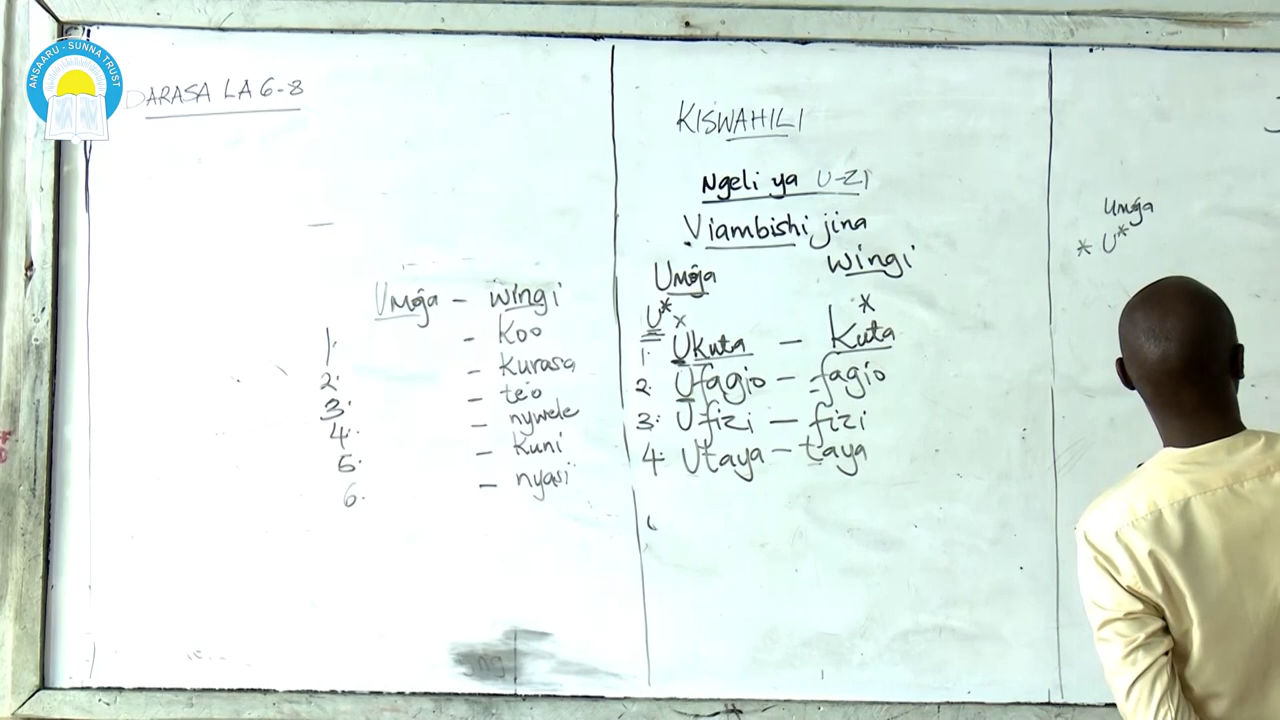 ANSAARU - SUNNA TRUST
DARASA LA 6-8
Umoja - wingi
1. - Koo
2. - kurasa
3. - teo
4. - nywele
5. - Kuni
6. - nyasi
KISWAHILI
Ngeli ya U-ZI
Viambishi jina
Umoja wingi
U* *
1. Ukuta - Kuta
2. Ufagio - fagio
3. Ufizi - fizi
4. Utaya - taya
Umoja
* U*